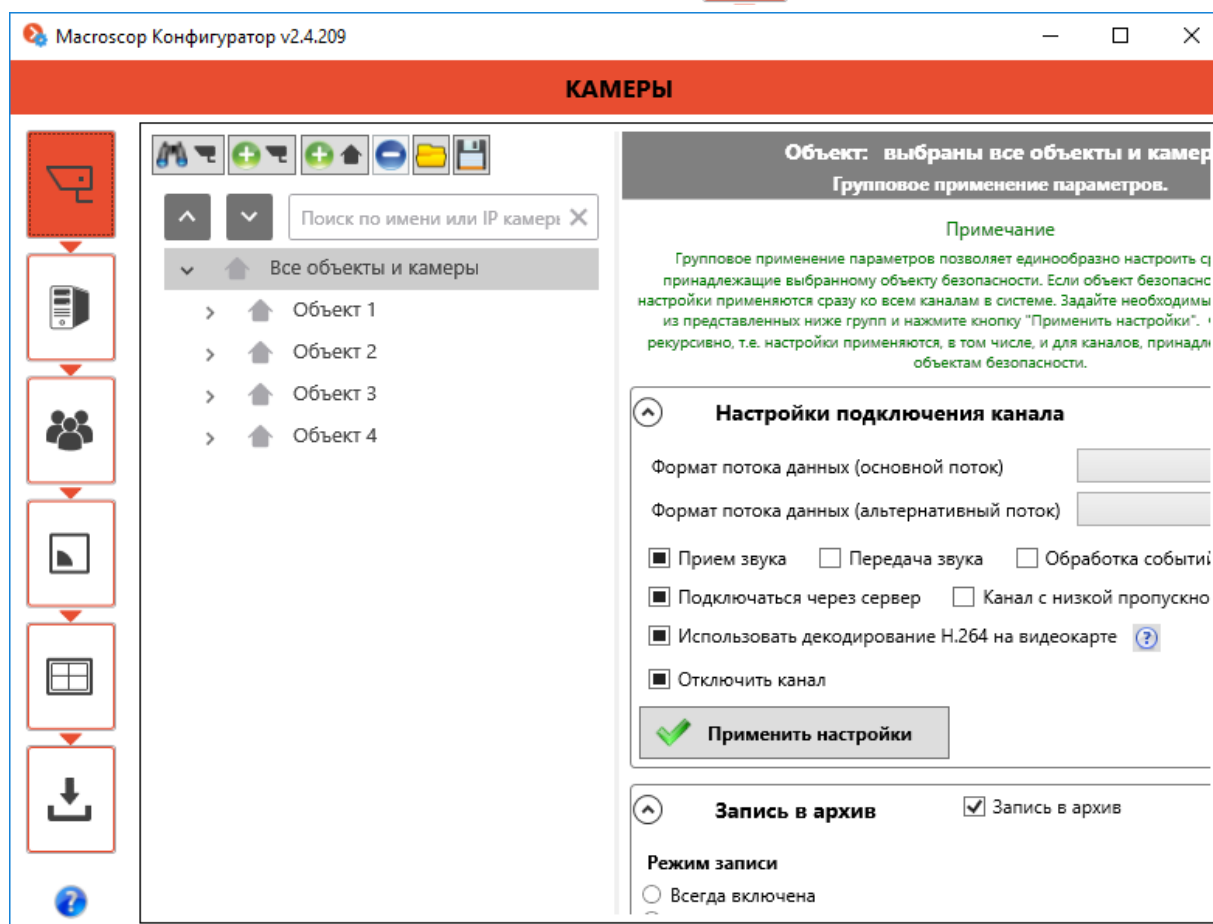 Macroscop Конфигуратор v2.4.209
КАМЕРЫ
Объект: выбраны все объекты и камер
Групповое применение параметров.
Поиск по имени или IP камеры
Примечание
Все объекты и камеры
Групповое применение параметров позволяет единообразно настроить ср
принадлежащие выбранному объекту безопасности. Если объект безопасно
настройки применяются сразу ко всем каналам в системе. Задайте необходимы
из представленных ниже групп и нажмите кнопку "Применить настройки".
рекурсивно, т.е. настройки применяются, в том числе, и для каналов, принадле
объектам безопасности.
Объект 1
Объект 2
Объект 3
Объект 4
Настройки подключения канала
Формат потока данных (основной поток)
Формат потока данных (альтернативный поток)
Прием звука Передача звука Обработка событий
Подключаться через сервер Канал с низкой пропускно
Использовать декодирование H.264 на видеокарте ?
Отключить канал
Применить настройки
Запись в архив Запись в архив
Режим записи
Всегда включена
?